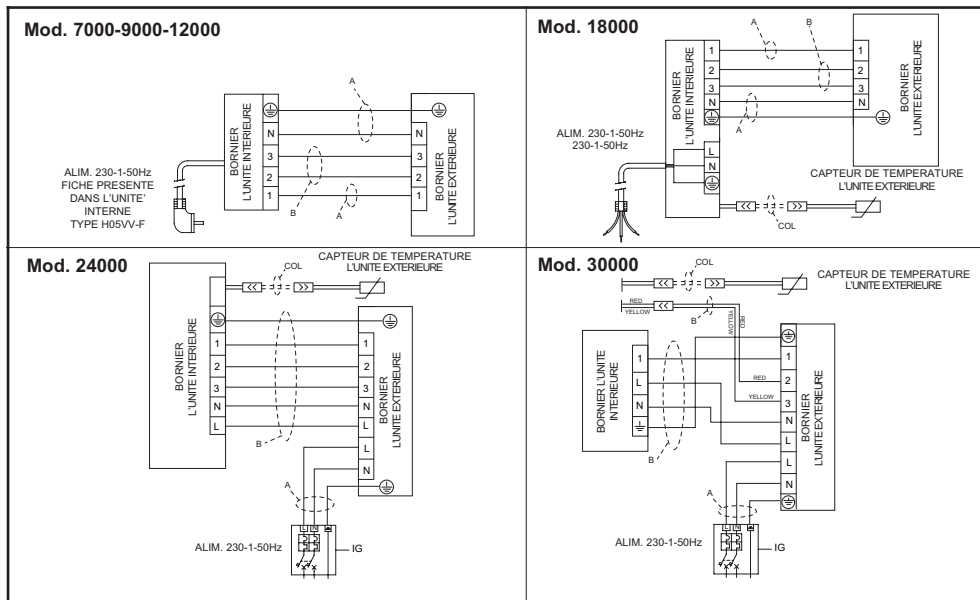 Mod. 7000-9000-12000
A
BORNIER
L'UNITE INTERIEURE
N
3
2
1
N
3
2
1
BORNIER
L'UNITE EXTERIEURE
ALIM. 230-1-50Hz
FICHE PRESENTE
DANS L'UNITE'
INTERNE
TYPE H05VV-F
B
A
Mod. 18000
A
B
BORNIER
L'UNITE INTERIEURE
1
2
3
N
L
N
1
2
3
N
BORNIER
L'UNITE EXTERIEURE
A
ALIM. 230-1-50Hz
230-1-50Hz
CAPTEUR DE TEMPERATURE
L'UNITE EXTERIEURE
COL
Mod. 24000
COL
CAPTEUR DE TEMPERATURE
L'UNITE EXTERIEURE
BORNIER
L'UNITE INTERIEURE
1
2
3
N
L
1
2
3
N
L
L
N
BORNIER
L'UNITE EXTERIEURE
B
A
L
N
ALIM. 230-1-50Hz
IG
Mod. 30000
COL
CAPTEUR DE TEMPERATURE
L'UNITE EXTERIEURE
RED
YELLOW
B
RED
YELLOW
BORNIER L'UNITE
INTERIEURE
1
L
N
RED
YELLOW
1
2
3
N
L
L
N
BORNIER
L'UNITE EXTERIEURE
B
A
L
N
ALIM. 230-1-50Hz
IG